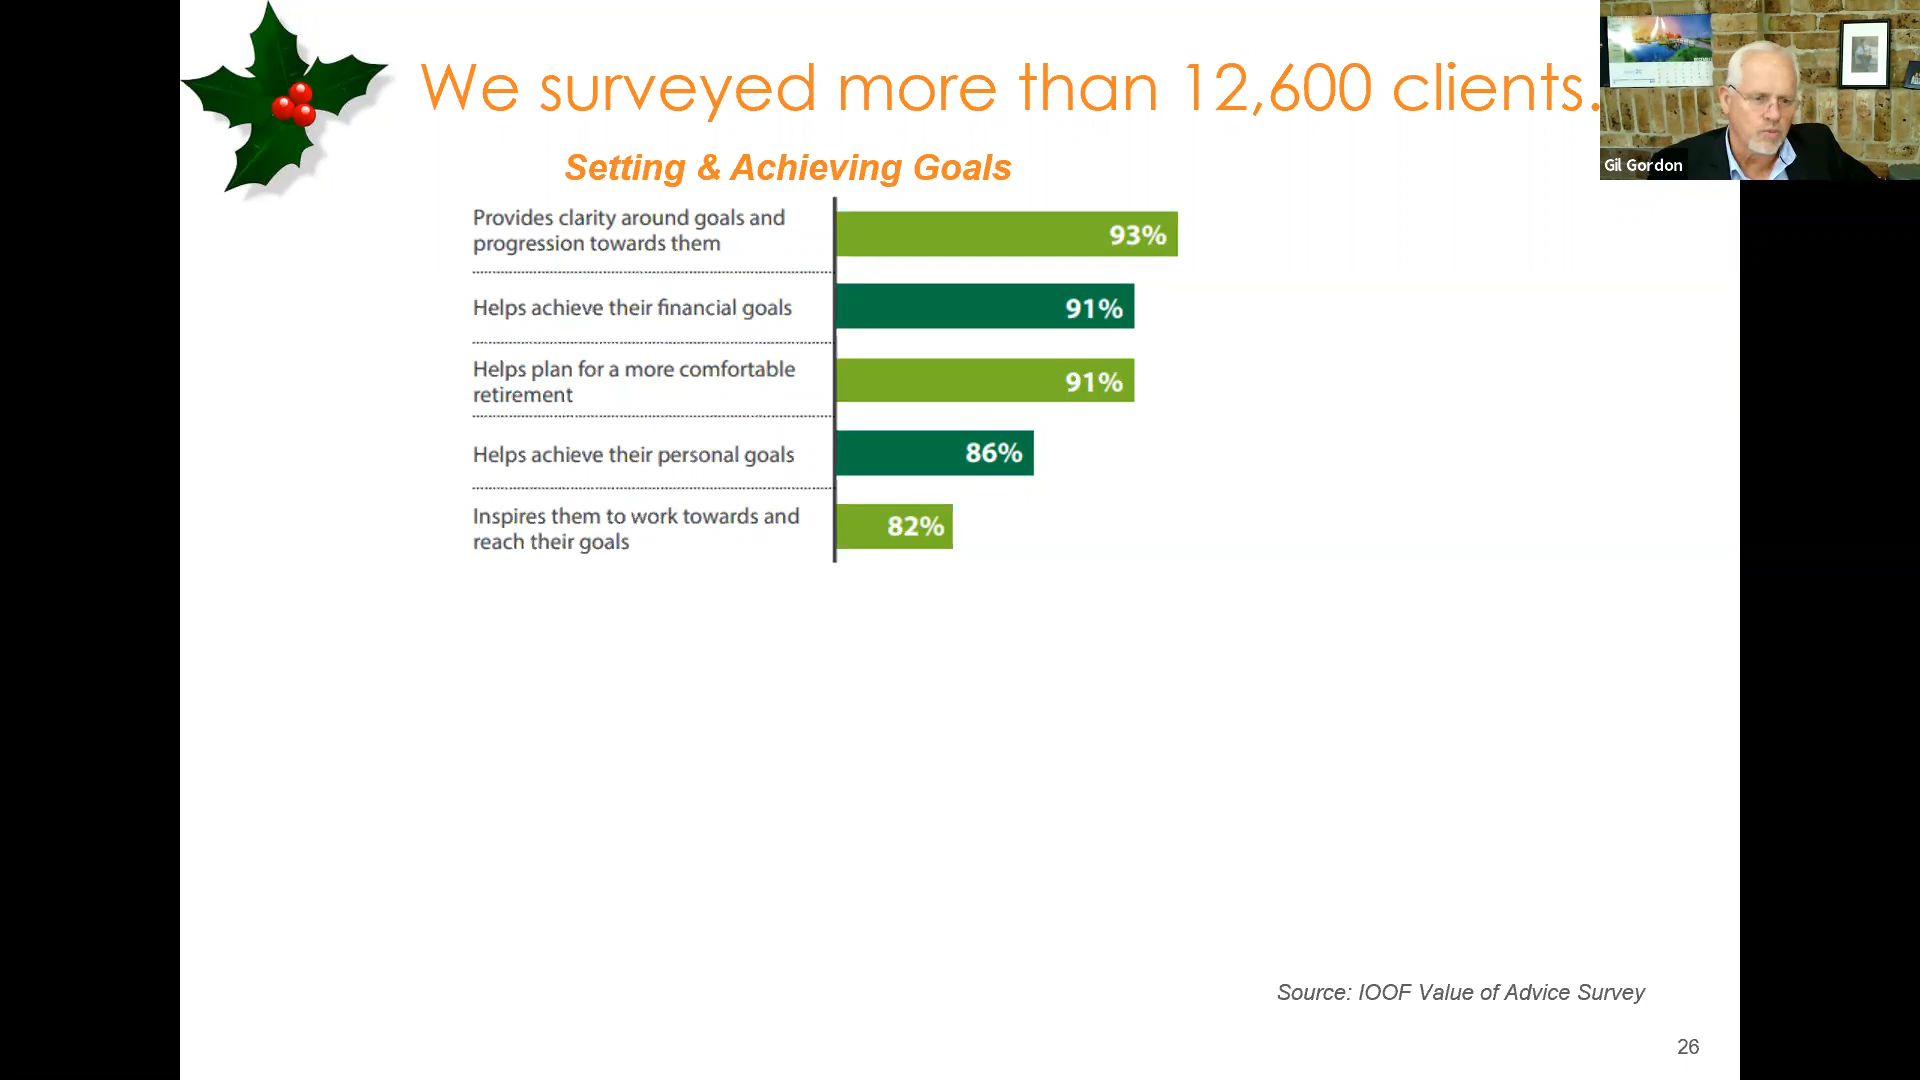 We surveyed more than 12,600 clients.
Gil Gordon
Setting & Achieving Goals
Provides clarity around goals and
progression towards them
93%
Helps achieve their financial goals
91%
Helps plan for a more comfortable
retirement
91%
Helps achieve their personal goals
86%
Inspires them to work towards and
reach their goals
82%
Source: IOOF Value of Advice Survey
26